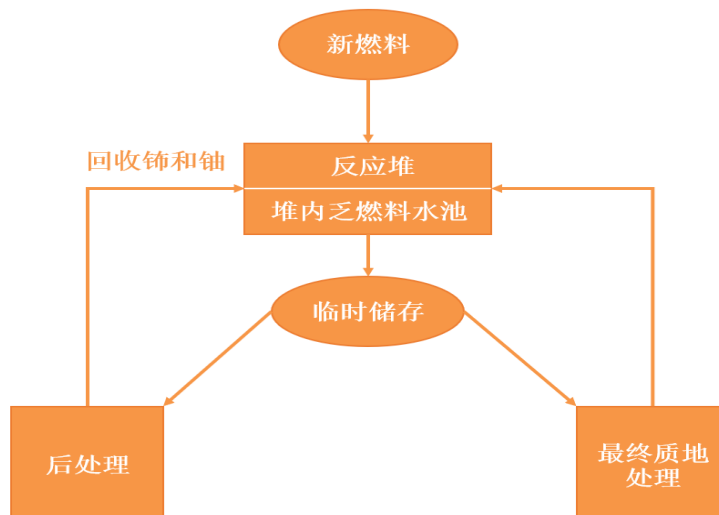 新燃料
回收钸和铀
反应堆
堆内乏燃料水池
临时储存
后处理
最终质地
处理